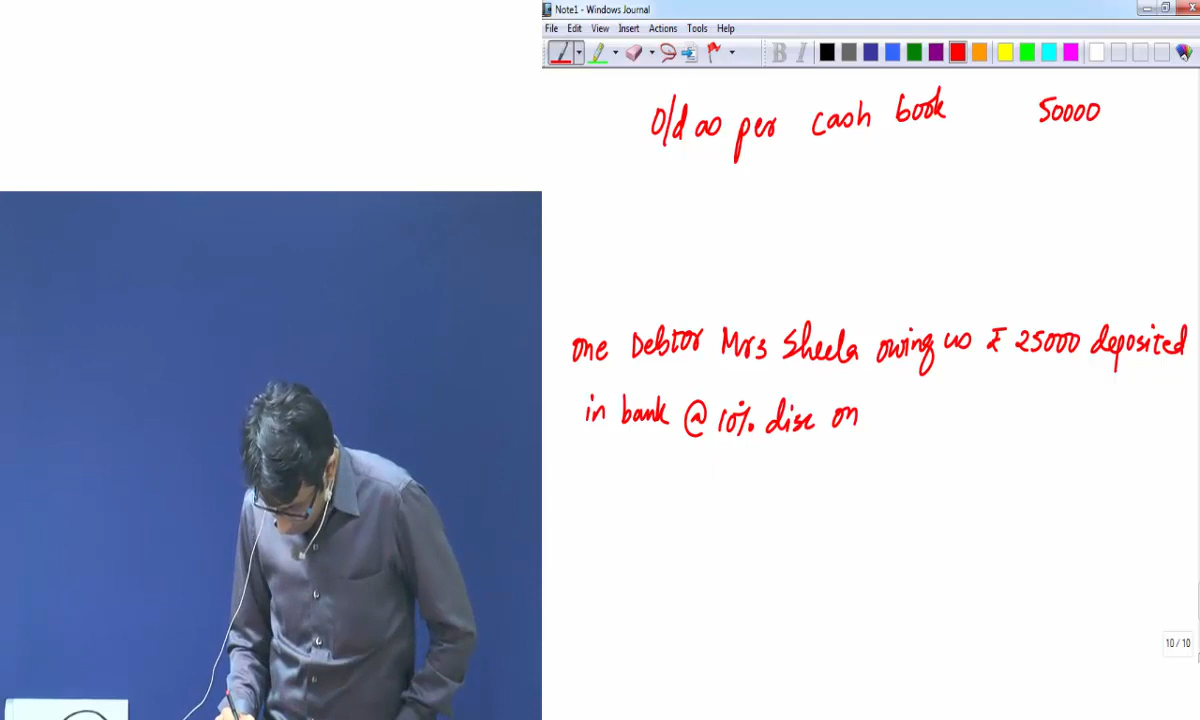 Note1 - Windows Journal
File Edit View Insert Actions Tools Help
B I
O/d as per cash book 50000
One Debtor Mrs Sheela owing us ₹ 25000 deposited
in bank @ 10% disc on
10 / 10